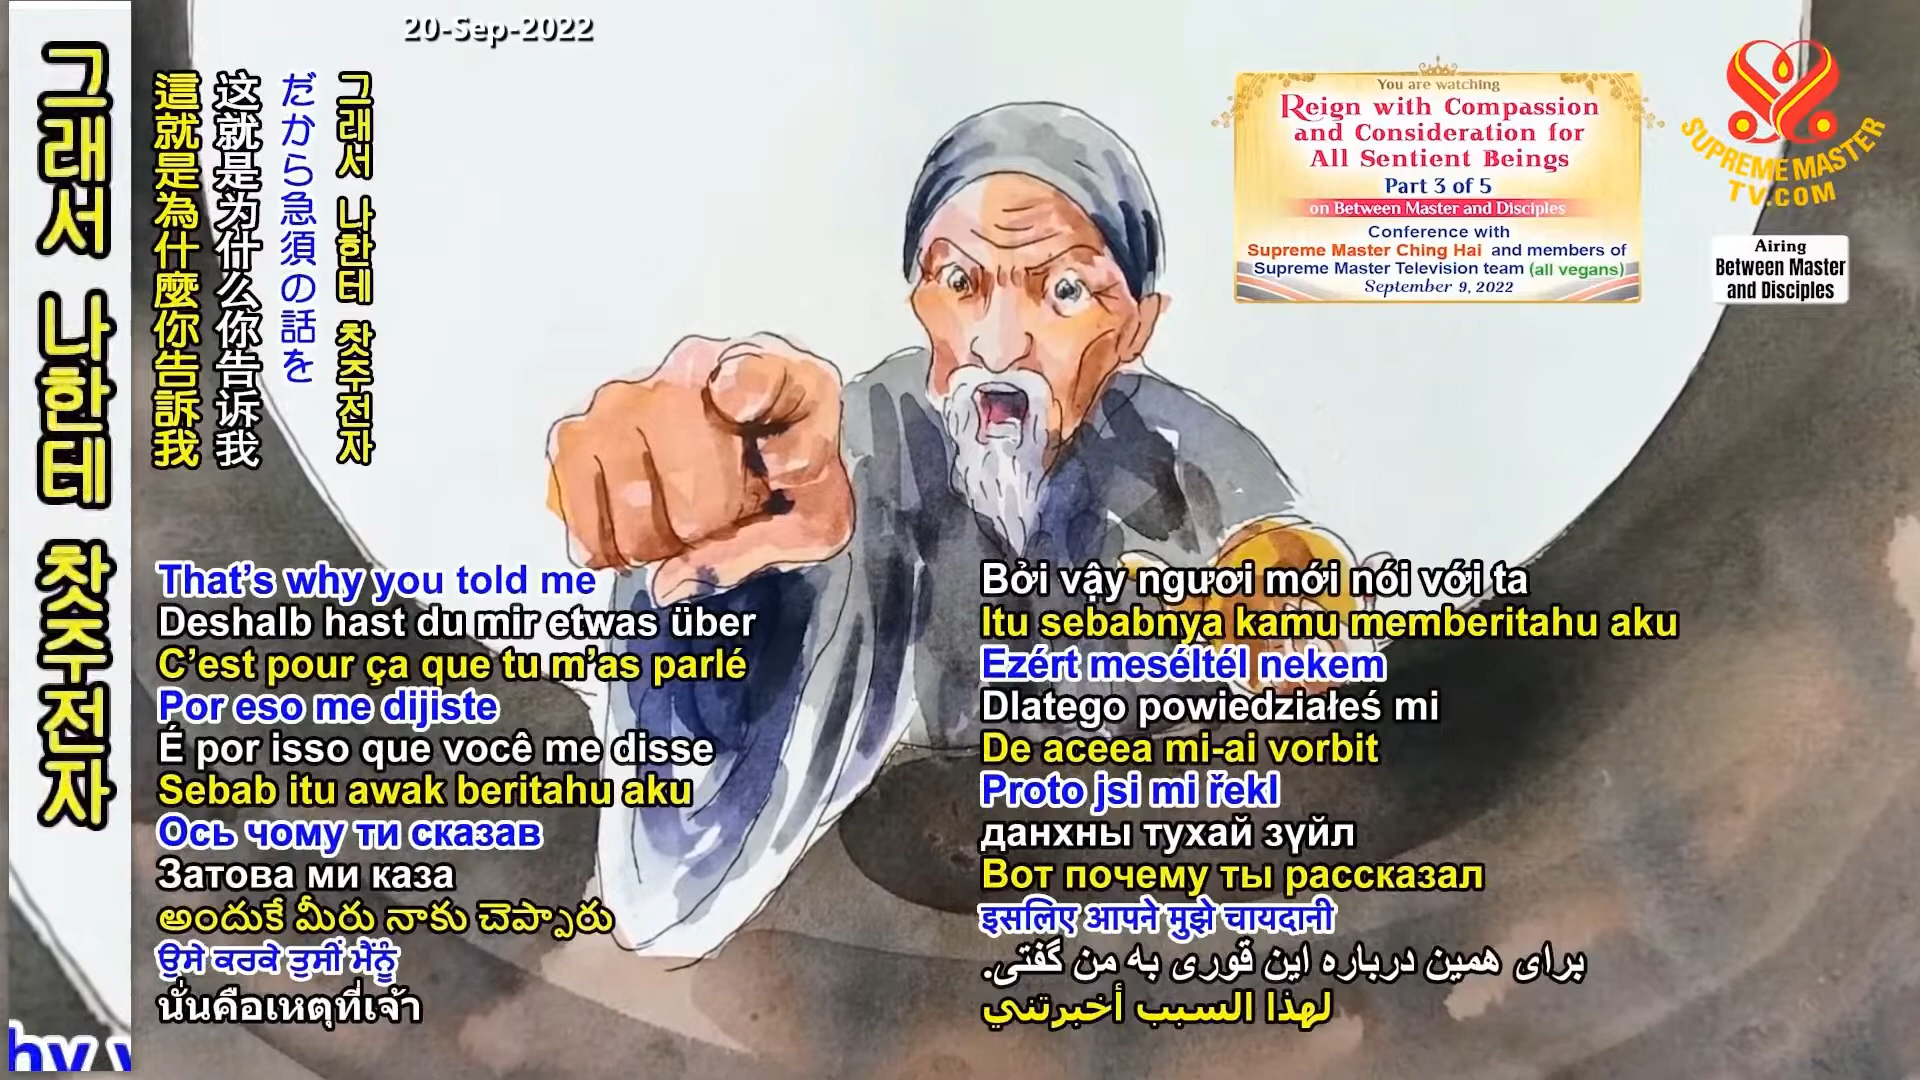 20-Sep-2022
그래서 나한테 찻주전자
這就是為什麼你告訴我
这就是为什么你告诉我
だから急須の話を
그래서 나한테 찻주전자
You are watching
Reign with Compassion
and Consideration for
All Sentient Beings
Part 3 of 5
on Between Master and Disciples
Conference with
Supreme Master Ching Hai and members of
Supreme Master Television team (all vegans)
September 9, 2022
SUPREME MASTER
TV.COM
Airing
Between Master
and Disciples
That’s why you told me
Deshalb hast du mir etwas über
C’est pour ça que tu m’as parlé
Por eso me dijiste
É por isso que você me disse
Sebab itu awak beritahu aku
Ось чому ти сказав
Затова ми каза
అందుకే మీరు నాకు చెప్పారు
ਉਸੇ ਕਰਕੇ ਤੁਸੀਂ ਮੈਨੂੰ
นั่นคือเหตุที่เจ้า
Bởi vậy ngươi mới nói với ta
Itu sebabnya kamu memberitahu aku
Ezért meséltél nekem
Dlatego powiedziałeś mi
De aceea mi-ai vorbit
Proto jsi mi řekl
данхны тухай зүйл
Вот почему ты рассказал
इसलिए आपने मुझे चायदानी
برای همین درباره این قوری به من گفتی.
لهذا السبب أخبرتني